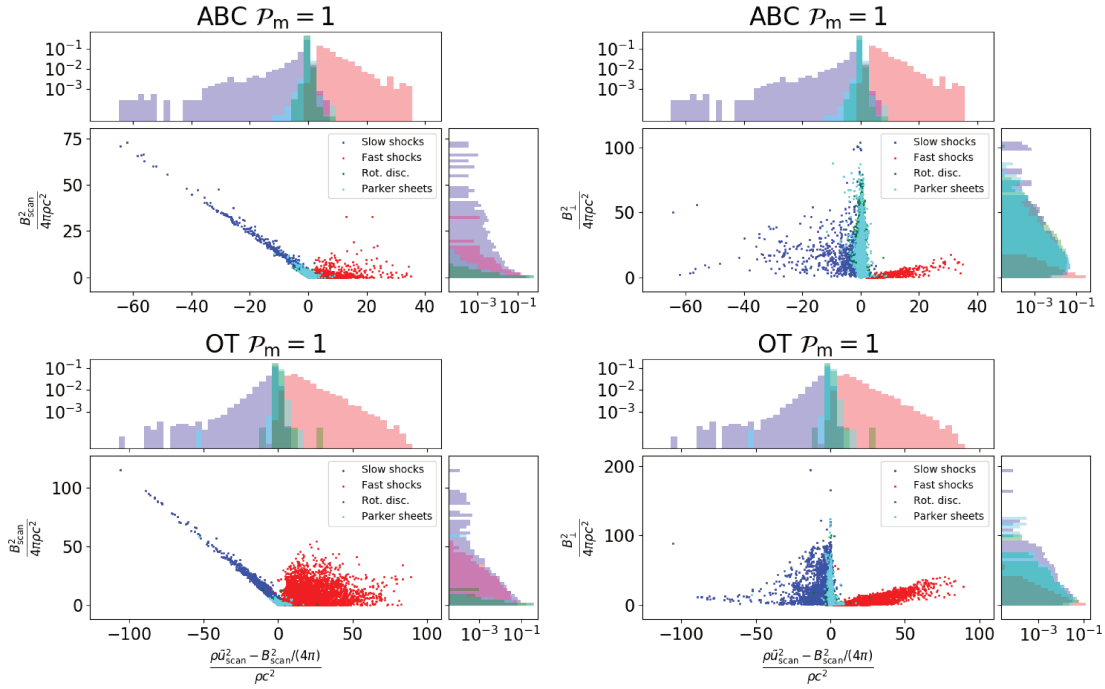 ABC 𝒫m = 1
10⁻¹
10⁻²
10⁻³
75
50
25
0
B²scan / 4πρc²
Slow shocks
Fast shocks
Rot. disc.
Parker sheets
−60 −40 −20 0 20 40
10⁻³ 10⁻¹
ABC 𝒫m = 1
10⁻¹
10⁻²
10⁻³
100
50
0
B²⊥ / 4πρc²
Slow shocks
Fast shocks
Rot. disc.
Parker sheets
−60 −40 −20 0 20 40
10⁻³ 10⁻¹
OT 𝒫m = 1
10⁻¹
10⁻²
10⁻³
100
50
0
B²scan / 4πρc²
Slow shocks
Fast shocks
Rot. disc.
Parker sheets
−100 −50 0 50 100
10⁻³ 10⁻¹
ρũ²scan − B²scan/(4π)
ρc²
OT 𝒫m = 1
10⁻¹
10⁻²
10⁻³
200
100
0
B²⊥ / 4πρc²
Slow shocks
Fast shocks
Rot. disc.
Parker sheets
−100 −50 0 50 100
10⁻³ 10⁻¹
ρũ²scan − B²scan/(4π)
ρc²